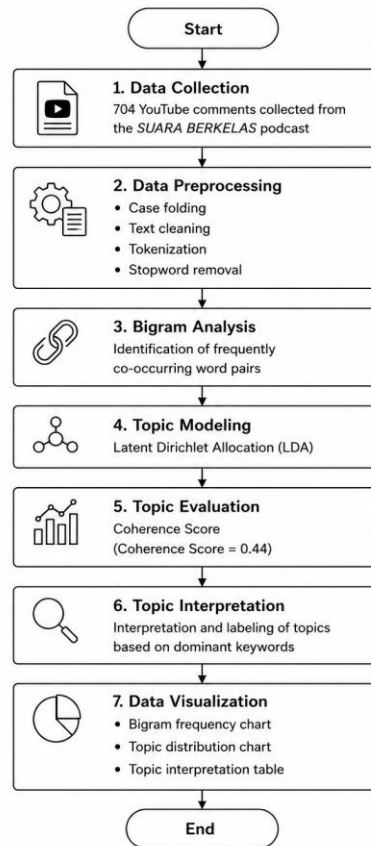 Start
1. Data Collection
704 YouTube comments collected from
the SUARA BERKELAS podcast
2. Data Preprocessing
• Case folding
• Text cleaning
• Tokenization
• Stopword removal
3. Bigram Analysis
Identification of frequently
co-occurring word pairs
4. Topic Modeling
Latent Dirichlet Allocation (LDA)
5. Topic Evaluation
Coherence Score
(Coherence Score = 0.44)
6. Topic Interpretation
Interpretation and labeling of topics
based on dominant keywords
7. Data Visualization
• Bigram frequency chart
• Topic distribution chart
• Topic interpretation table
End